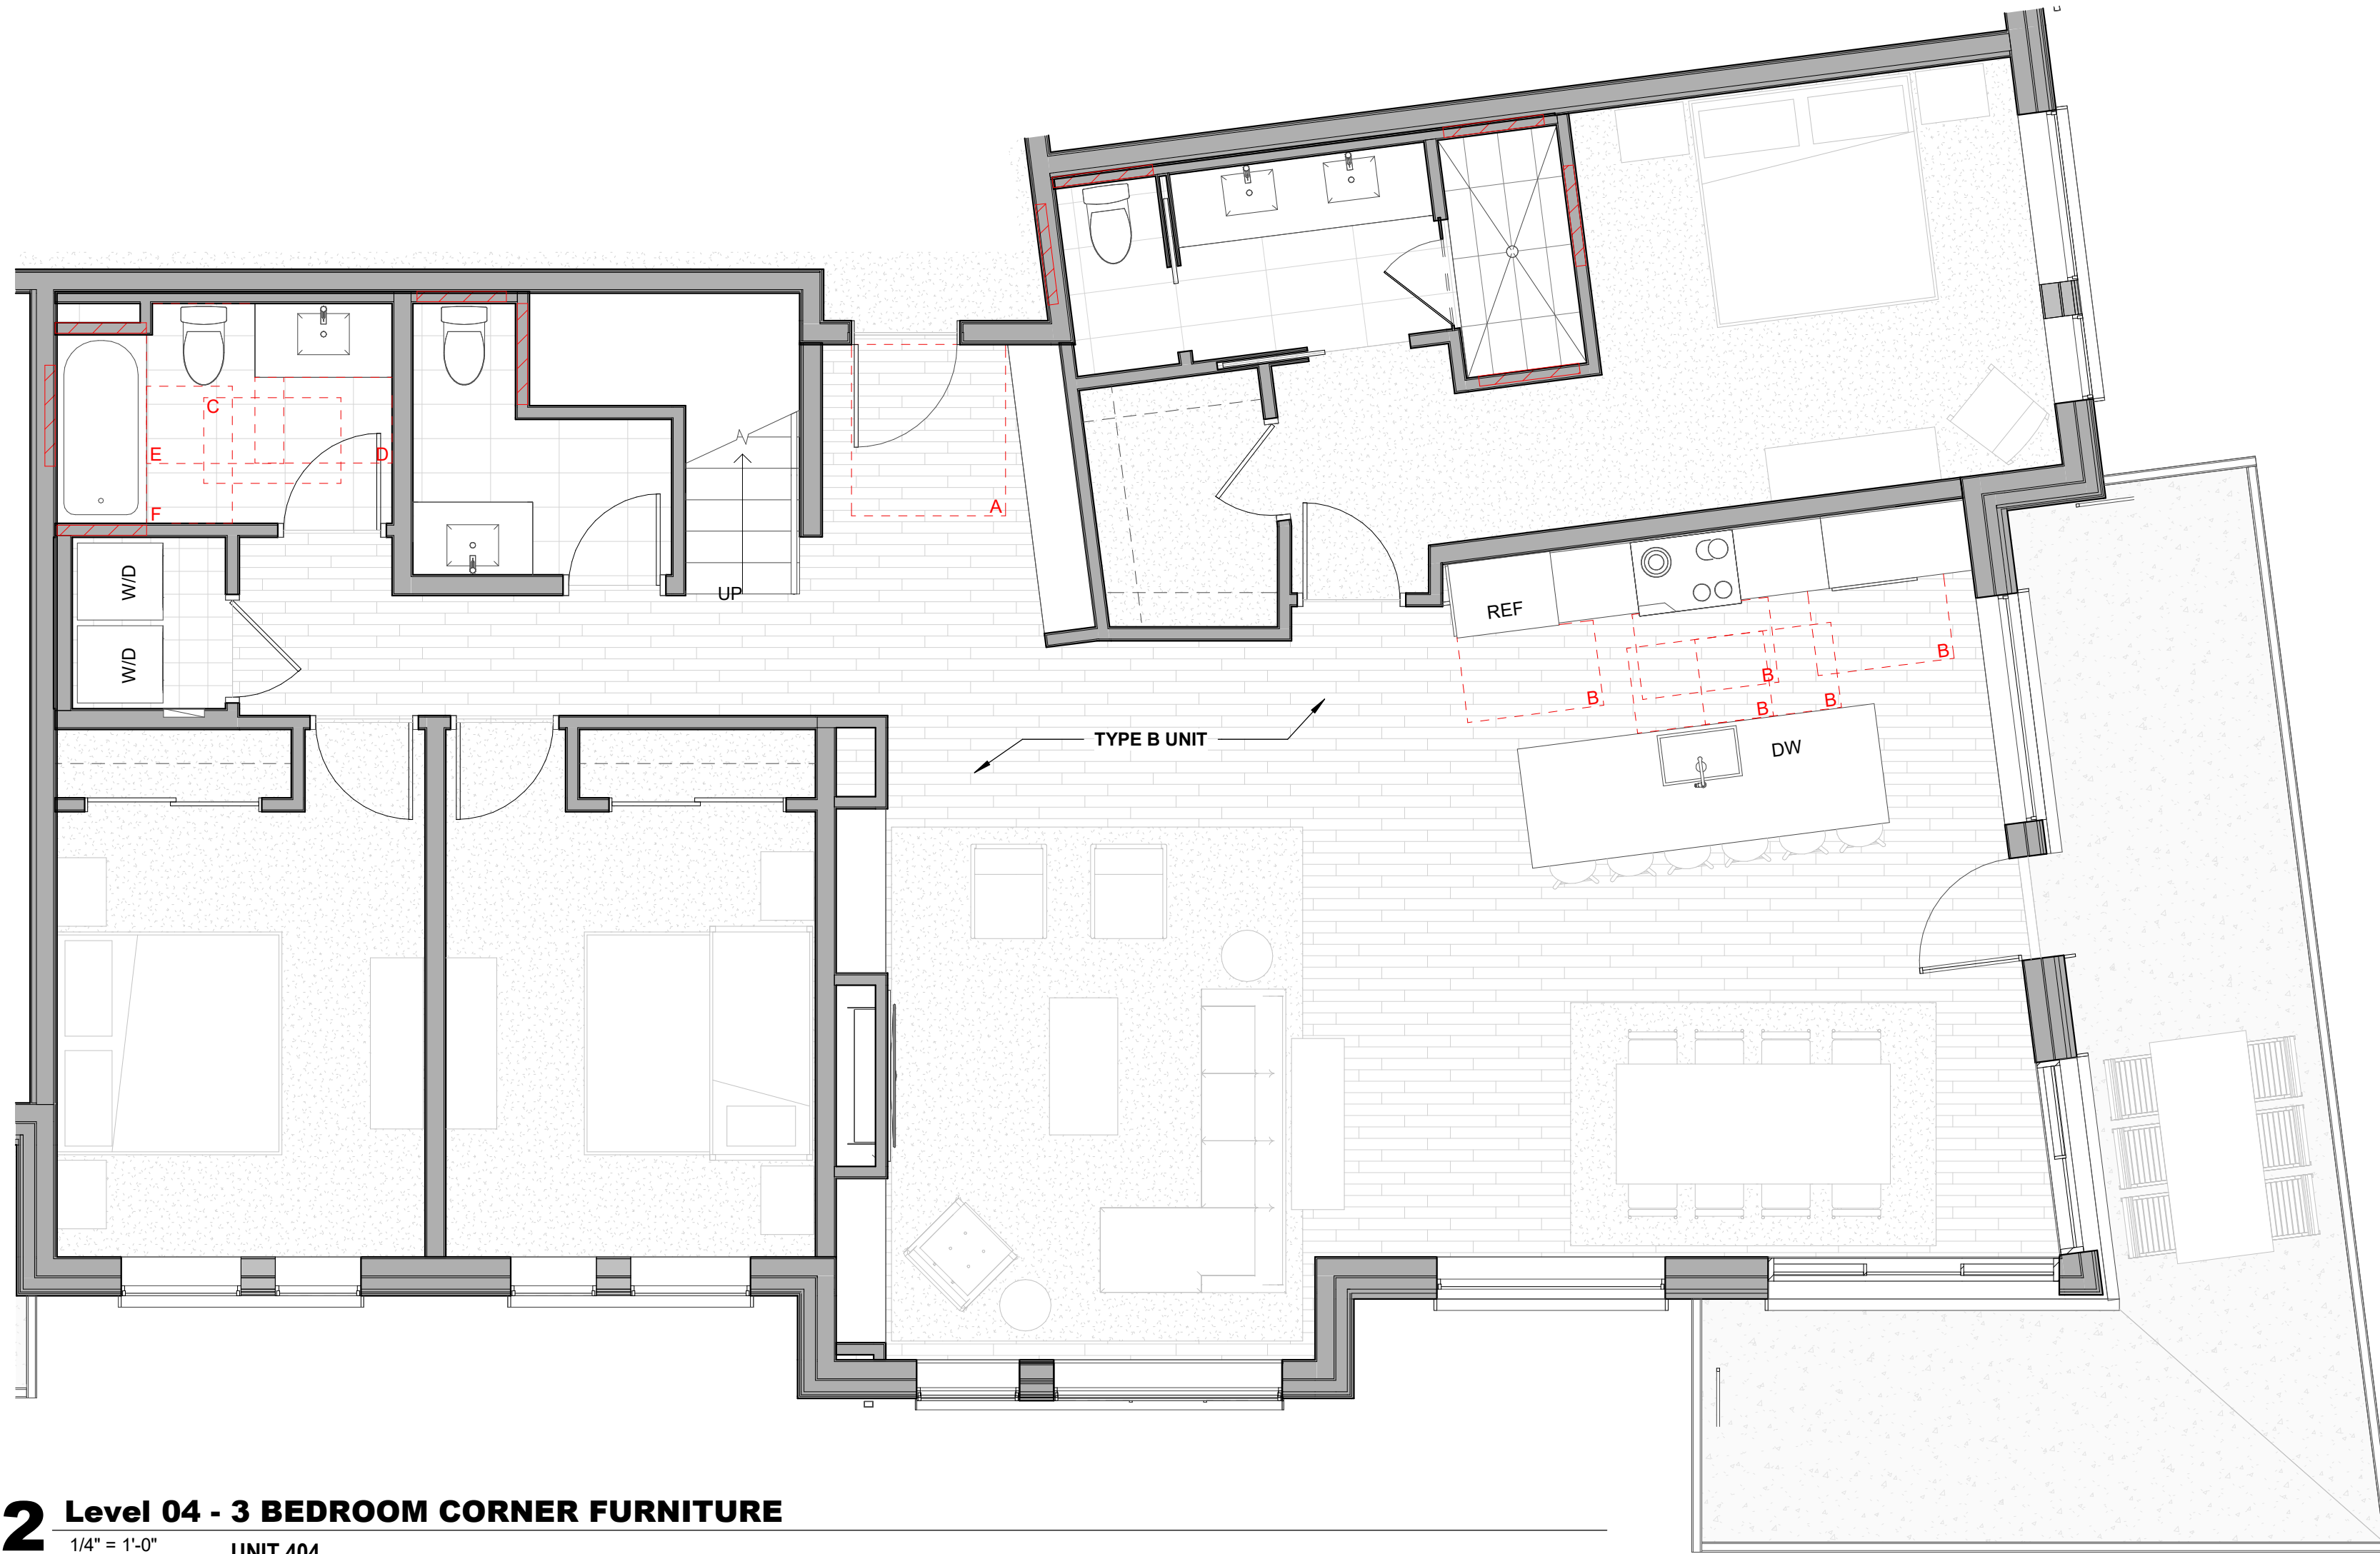 C
E
D
F
A
W/D
W/D
UP
REF
B
B
B
B
B
TYPE B UNIT
DW
2
Level 04 - 3 BEDROOM CORNER FURNITURE
1/4" = 1'-0"
UNIT 404